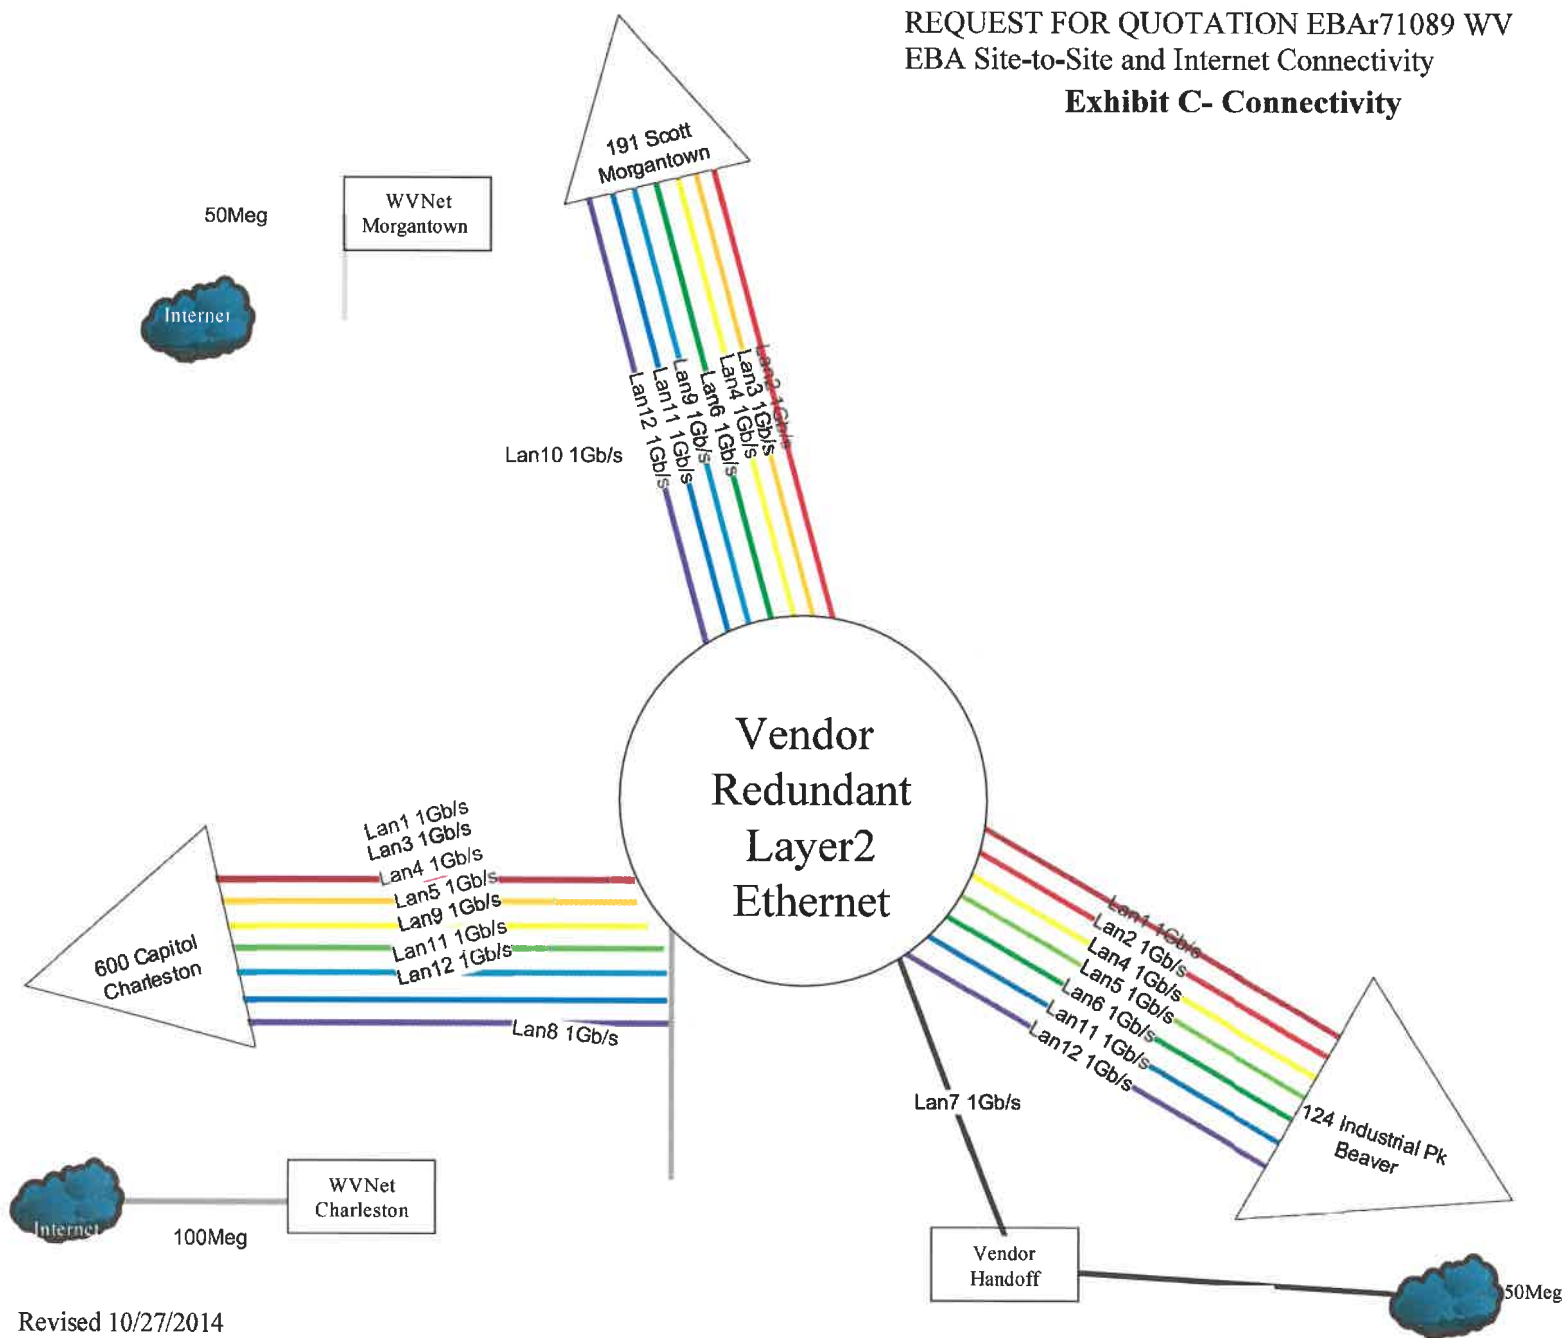 REQUEST FOR QUOTATION EBAr71089 WV
EBA Site-to-Site and Internet Connectivity
Exhibit C- Connectivity
191 Scott
Morgantown
50Meg
WVNet
Morgantown
Internet
Lan12 1Gb/s
Lan11 1Gb/s
Lan9 1Gb/s
Lan6 1Gb/s
Lan4 1Gb/s
Lan3 1Gb/s
Lan2 1Gb/s
Lan10 1Gb/s
Vendor
Redundant
Layer2
Ethernet
Lan1 1Gb/s
Lan3 1Gb/s
Lan4 1Gb/s
Lan5 1Gb/s
Lan9 1Gb/s
Lan11 1Gb/s
Lan12 1Gb/s
Lan8 1Gb/s
600 Capitol
Charleston
Lan1 1Gb/s
Lan2 1Gb/s
Lan4 1Gb/s
Lan5 1Gb/s
Lan6 1Gb/s
Lan11 1Gb/s
Lan12 1Gb/s
Lan7 1Gb/s
124 Industrial Pk
Beaver
Internet
100Meg
WVNet
Charleston
Vendor
Handoff
50Meg
Revised 10/27/2014